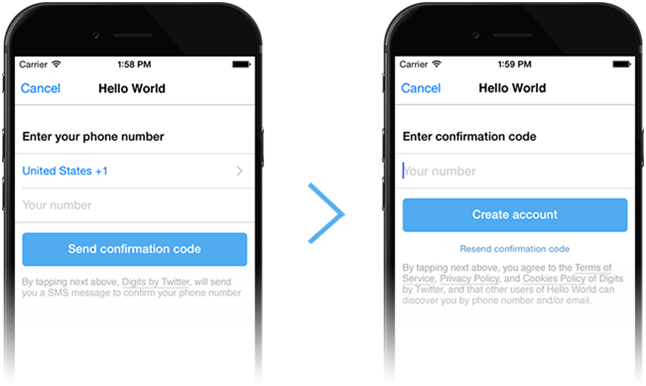 Carrier 1:58 PM
Cancel Hello World
Enter your phone number
United States +1
Your number
Send confirmation code
By tapping next above, Digits by Twitter, will send
you a SMS message to confirm your phone number
Carrier 1:59 PM
Cancel Hello World
Enter confirmation code
Your number
Create account
Resend confirmation code
By tapping next above, you agree to the Terms of
Service, Privacy Policy, and Cookies Policy of Digits
by Twitter, and that other users of Hello World can
discover you by phone number and/or email.